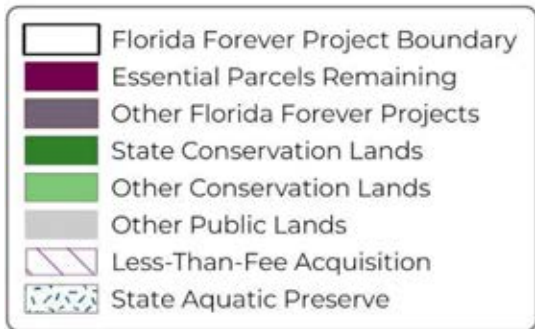 Florida Forever Project Boundary
Essential Parcels Remaining
Other Florida Forever Projects
State Conservation Lands
Other Conservation Lands
Other Public Lands
Less-Than-Fee Acquisition
State Aquatic Preserve